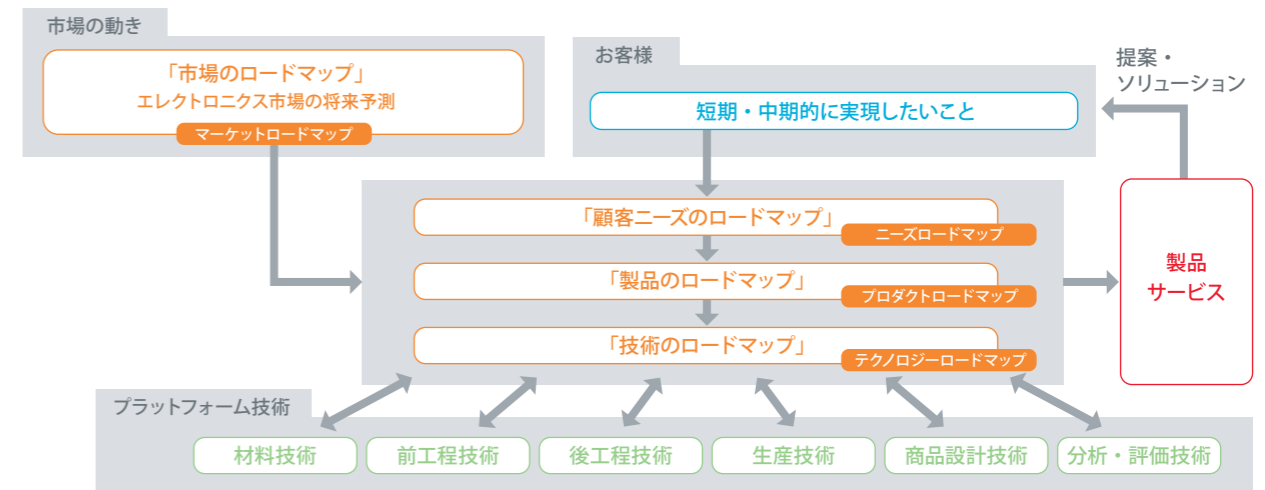 市場の動き
「市場のロードマップ」
エレクトロニクス市場の将来予測
マーケットロードマップ
お客様
短期・中期的に実現したいこと
提案・
ソリューション
「顧客ニーズのロードマップ」
ニーズロードマップ
「製品のロードマップ」
プロダクトロードマップ
「技術のロードマップ」
テクノロジーロードマップ
製品
サービス
プラットフォーム技術
材料技術
前工程技術
後工程技術
生産技術
商品設計技術
分析・評価技術